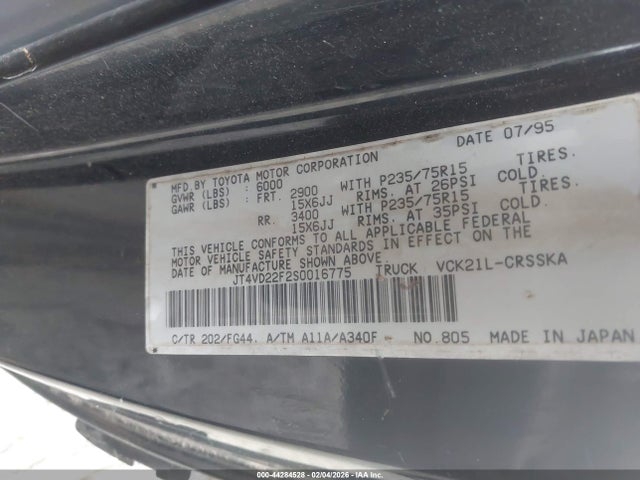 MFD. BY TOYOTA MOTOR CORPORATION DATE 07/95
GVWR (LBS): 6000
GAWR (LBS): FRT. 2900 WITH P235/75R15 TIRES.
15X6JJ RIMS. AT 26PSI COLD.
RR. 3400 WITH P235/75R15 TIRES.
15X6JJ RIMS. AT 35PSI COLD.
THIS VEHICLE CONFORMS TO ALL APPLICABLE FEDERAL
MOTOR VEHICLE SAFETY STANDARDS IN EFFECT ON THE
DATE OF MANUFACTURE SHOWN ABOVE.
JT4VD22F2S0016775 TRUCK VCK21L-CRSSKA
C/TR 202/FG44. A/TM A11A/A340F NO.805 MADE IN JAPAN
000-44284528 - 02/04/2026 - IAAI.COM